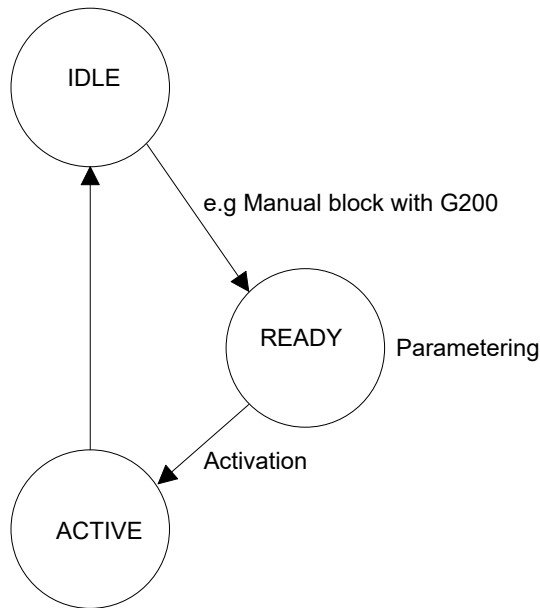 IDLE
e.g Manual block with G200
READY
Parametering
Activation
ACTIVE